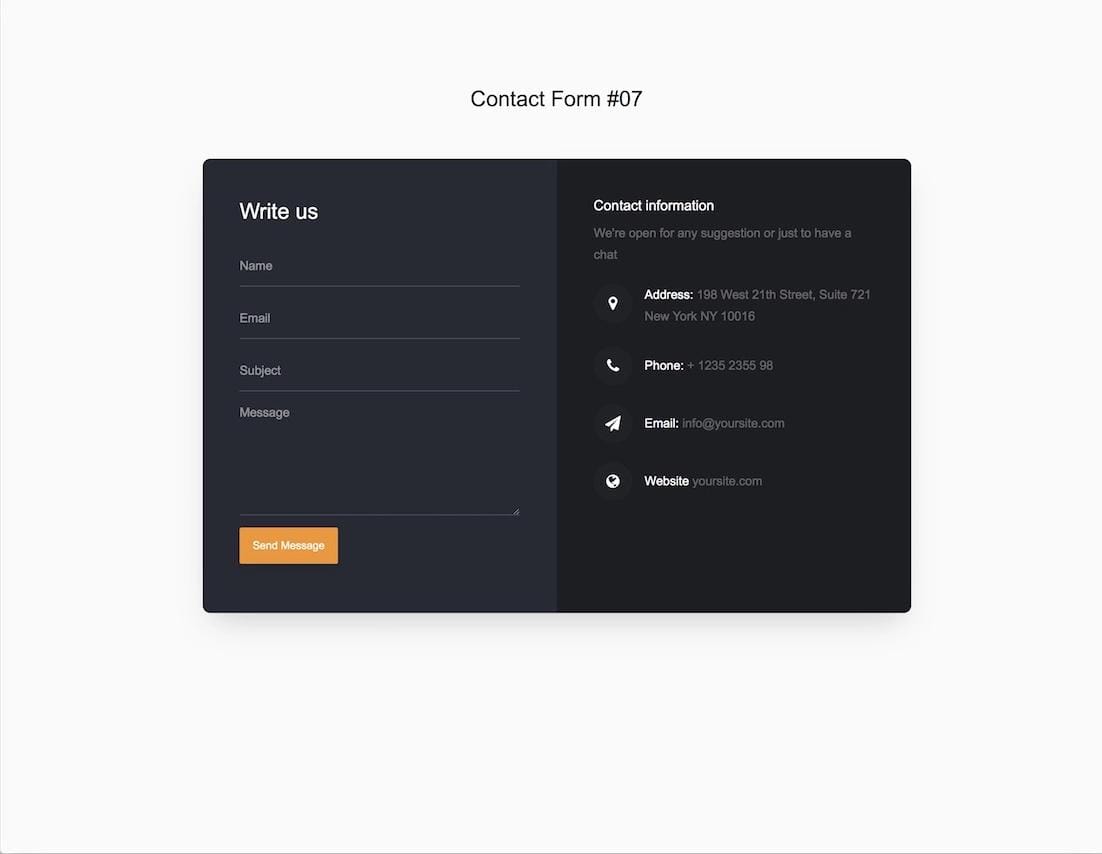 Contact Form #07
Write us
Name
Email
Subject
Message
Send Message
Contact information
We're open for any suggestion or just to have a
chat
Address: 198 West 21th Street, Suite 721
New York NY 10016
Phone: + 1235 2355 98
Email: info@yoursite.com
Website yoursite.com